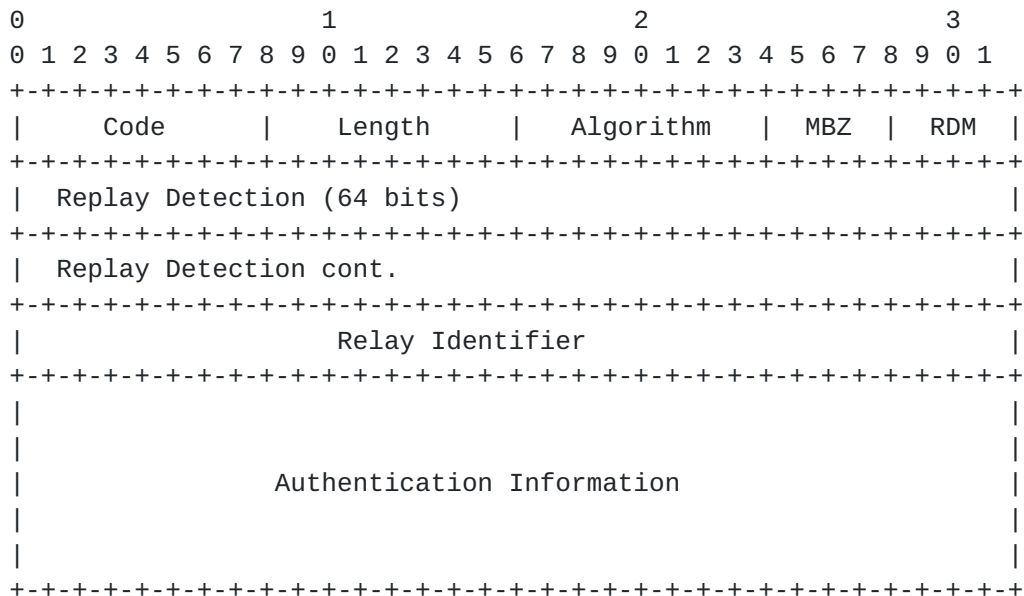 0                   1                   2                   3
0 1 2 3 4 5 6 7 8 9 0 1 2 3 4 5 6 7 8 9 0 1 2 3 4 5 6 7 8 9 0 1
+-+-+-+-+-+-+-+-+-+-+-+-+-+-+-+-+-+-+-+-+-+-+-+-+-+-+-+-+-+-+-+-+
|     Code      |    Length     |   Algorithm   |  MBZ  |  RDM  |
+-+-+-+-+-+-+-+-+-+-+-+-+-+-+-+-+-+-+-+-+-+-+-+-+-+-+-+-+-+-+-+-+
|  Replay Detection (64 bits)                                   |
+-+-+-+-+-+-+-+-+-+-+-+-+-+-+-+-+-+-+-+-+-+-+-+-+-+-+-+-+-+-+-+-+
|  Replay Detection cont.                                       |
+-+-+-+-+-+-+-+-+-+-+-+-+-+-+-+-+-+-+-+-+-+-+-+-+-+-+-+-+-+-+-+-+
|                    Relay Identifier                           |
+-+-+-+-+-+-+-+-+-+-+-+-+-+-+-+-+-+-+-+-+-+-+-+-+-+-+-+-+-+-+-+-+
|                                                               |
|                                                               |
|                Authentication Information                     |
|                                                               |
|                                                               |
+-+-+-+-+-+-+-+-+-+-+-+-+-+-+-+-+-+-+-+-+-+-+-+-+-+-+-+-+-+-+-+-+